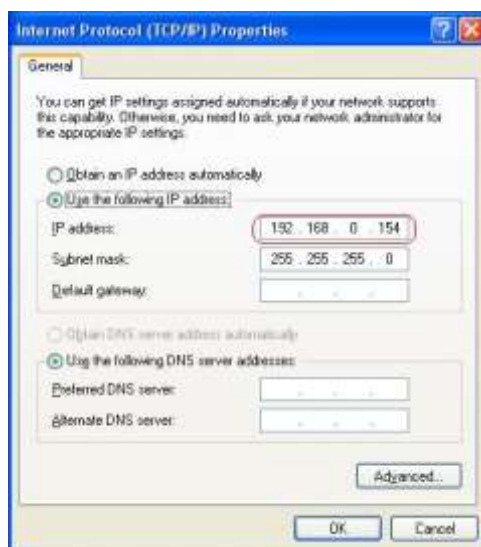 Internet Protocol (TCP/IP) Properties
General
You can get IP settings assigned automatically if your network supports
this capability. Otherwise, you need to ask your network administrator for
the appropriate IP settings.
Obtain an IP address automatically
Use the following IP address:
IP address: 192 . 168 . 0 . 154
Subnet mask: 255 . 255 . 255 . 0
Default gateway:
Obtain DNS server address automatically
Use the following DNS server addresses:
Preferred DNS server:
Alternate DNS server:
Advanced...
OK Cancel